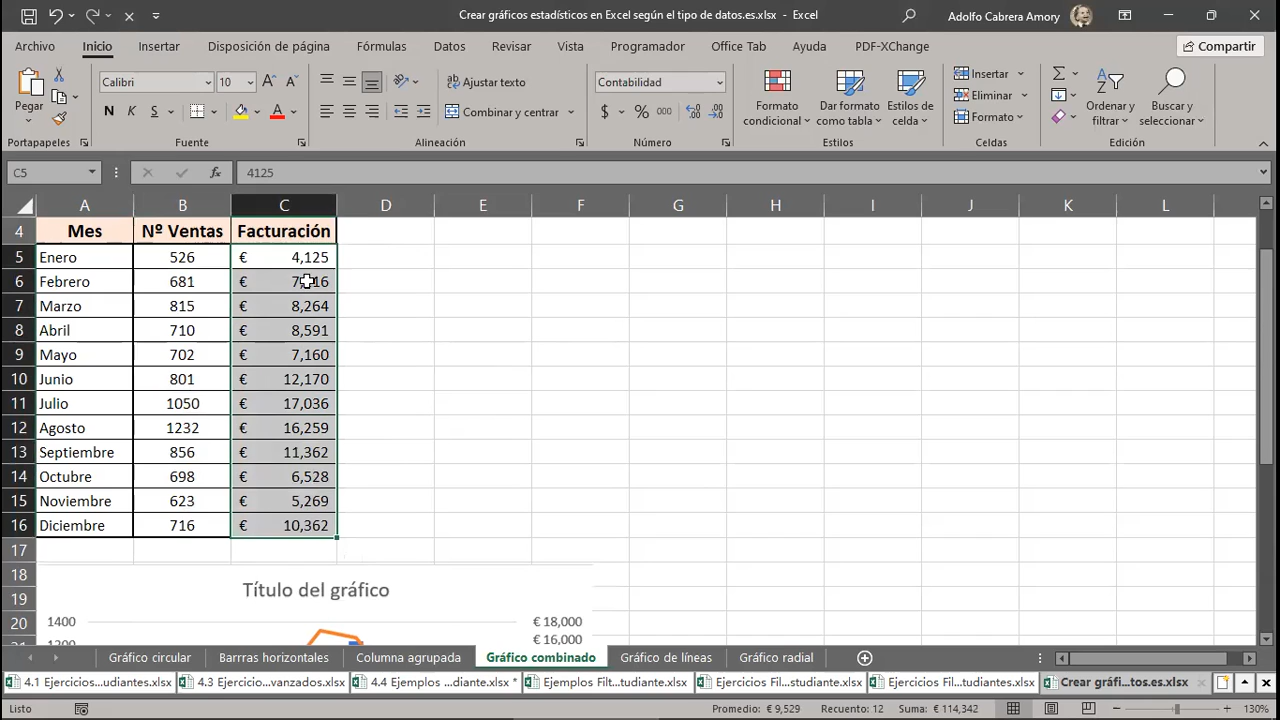 Crear gráficos estadísticos en Excel según el tipo de datos.es.xlsx - Excel
Adolfo Cabrera Amory
Archivo Inicio Insertar Disposición de página Fórmulas Datos Revisar Vista Programador Office Tab Ayuda PDF-XChange Compartir
Pegar
Calibri 10
N K S
Ajustar texto
Combinar y centrar
Contabilidad
$ % 000
Formato condicional
Dar formato como tabla
Estilos de celda
Insertar
Eliminar
Formato
Ordenar y filtrar
Buscar y seleccionar
Portapapeles Fuente Alineación Número Estilos Celdas Edición
C5 fx 4125
A B C D E F G H I J K L
4 Mes Nº Ventas Facturación
5 Enero 526 € 4,125
6 Febrero 681 €
7 Marzo 815 € 8,264
8 Abril 710 € 8,591
9 Mayo 702 € 7,160
10 Junio 801 € 12,170
11 Julio 1050 € 17,036
12 Agosto 1232 € 16,259
13 Septiembre 856 € 11,362
14 Octubre 698 € 6,528
15 Noviembre 623 € 5,269
16 Diciembre 716 € 10,362
17
18 Título del gráfico
19
20 1400 € 18,000
€ 16,000
Gráfico circular Barrras horizontales Columna agrupada Gráfico combinado Gráfico de líneas Gráfico radial
4.1 Ejercicios...udiantes.xlsx 4.3 Ejercicio...vanzados.xlsx 4.4 Ejemplos ...diante.xlsx * Ejemplos Filt...tudiante.xlsx Ejercicios Fil...studiante.xlsx Ejercicios Fil...tudiantes.xlsx Crear gráfi...tos.es.xlsx
Listo Promedio: € 9,529 Recuento: 12 Suma: € 114,342 130%